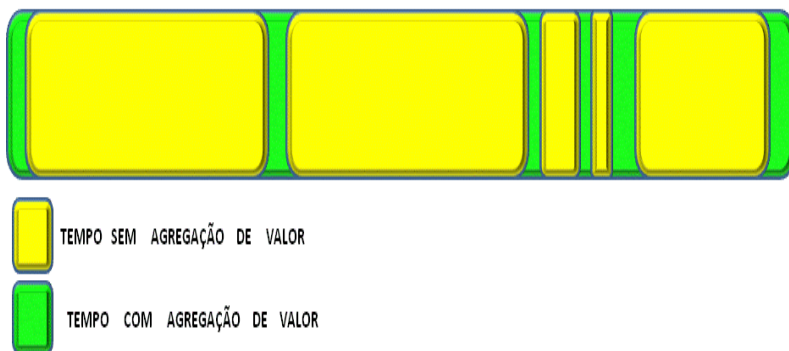 TEMPO SEM AGREGAÇÃO DE VALOR
TEMPO COM AGREGAÇÃO DE VALOR